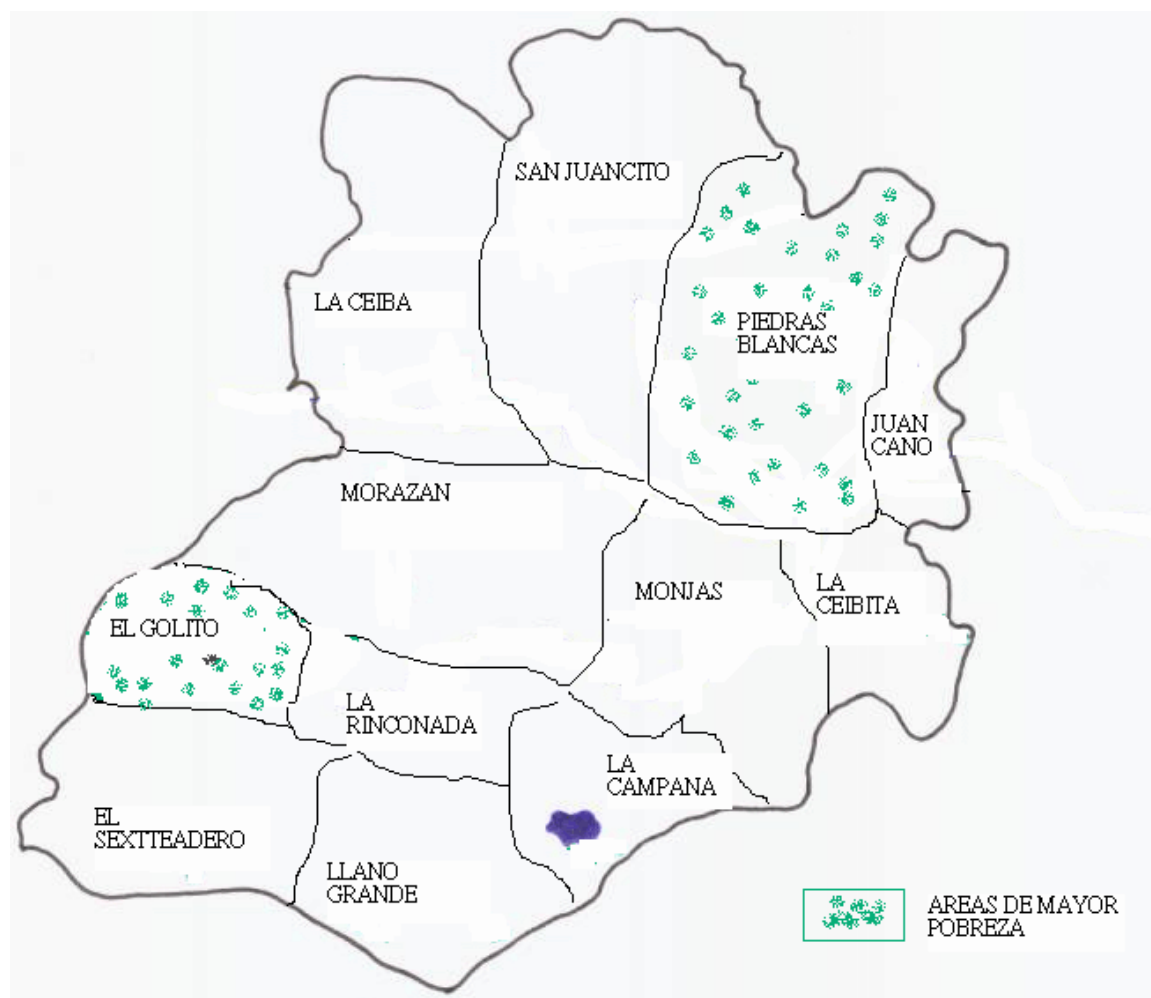 SAN JUANCITO
LA CEIBA
PIEDRAS
BLANCAS
JUAN
CANO
MORAZAN
MONJAS
LA
CEIBITA
EL GOLITO
LA
RINCONADA
LA
CAMPANA
EL
SEXTTEADERO
LLANO
GRANDE
AREAS DE MAYOR
POBREZA